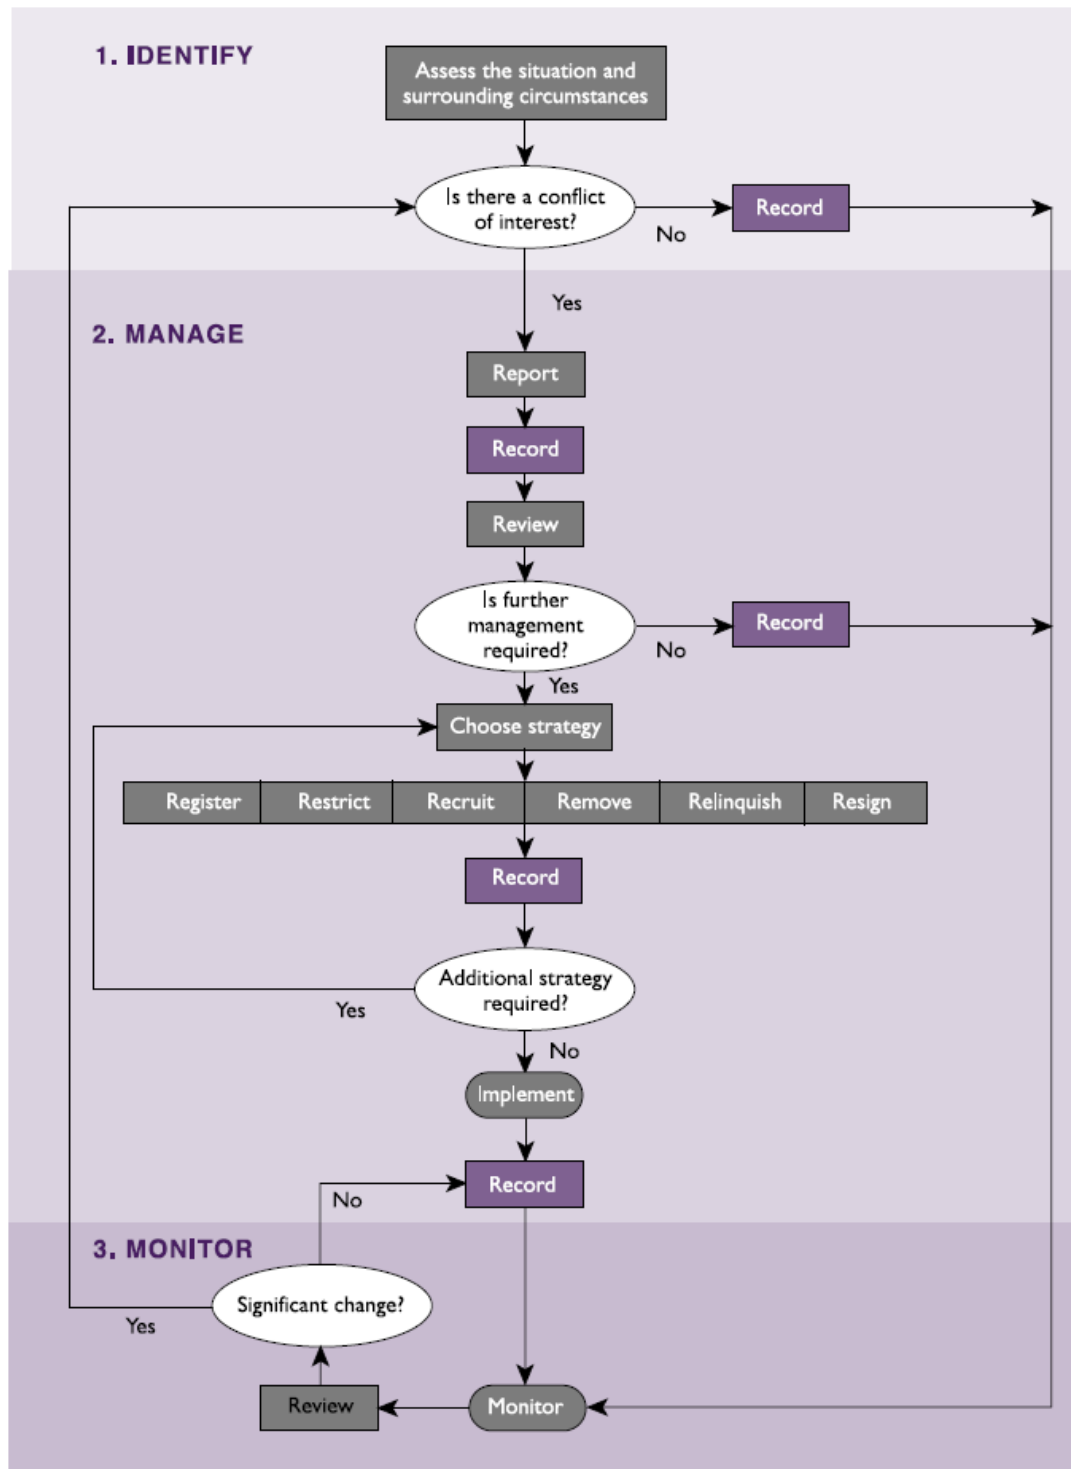 1. IDENTIFY
Assess the situation and
surrounding circumstances
Is there a conflict
of interest?
No
Record
Yes
2. MANAGE
Report
Record
Review
Is further
management
required?
No
Record
Yes
Choose strategy
Register
Restrict
Recruit
Remove
Relinquish
Resign
Record
Additional strategy
required?
Yes
No
Implement
No
Record
3. MONITOR
Significant change?
Yes
Review
Monitor